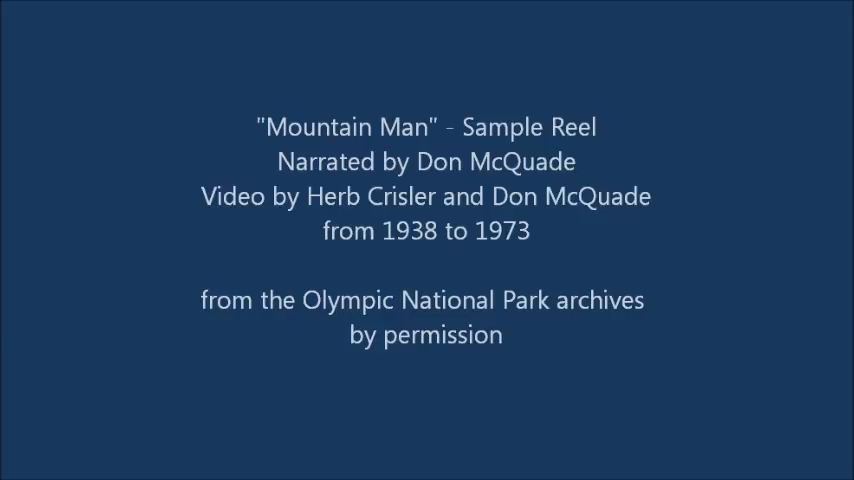 "Mountain Man" - Sample Reel
Narrated by Don McQuade
Video by Herb Crisler and Don McQuade
from 1938 to 1973
from the Olympic National Park archives
by permission